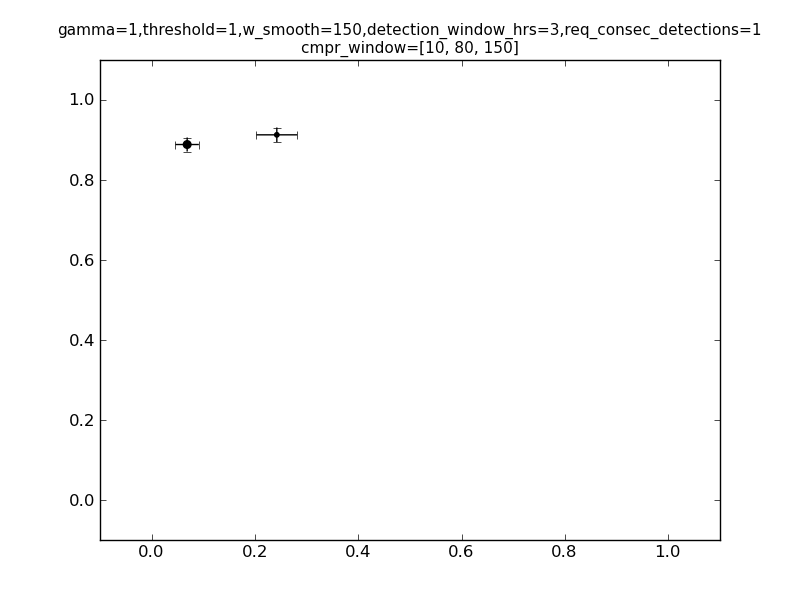 gamma=1,threshold=1,w_smooth=150,detection_window_hrs=3,req_consec_detections=1
cmpr_window=[10, 80, 150]
1.0
0.8
0.6
0.4
0.2
0.0
0.0 0.2 0.4 0.6 0.8 1.0